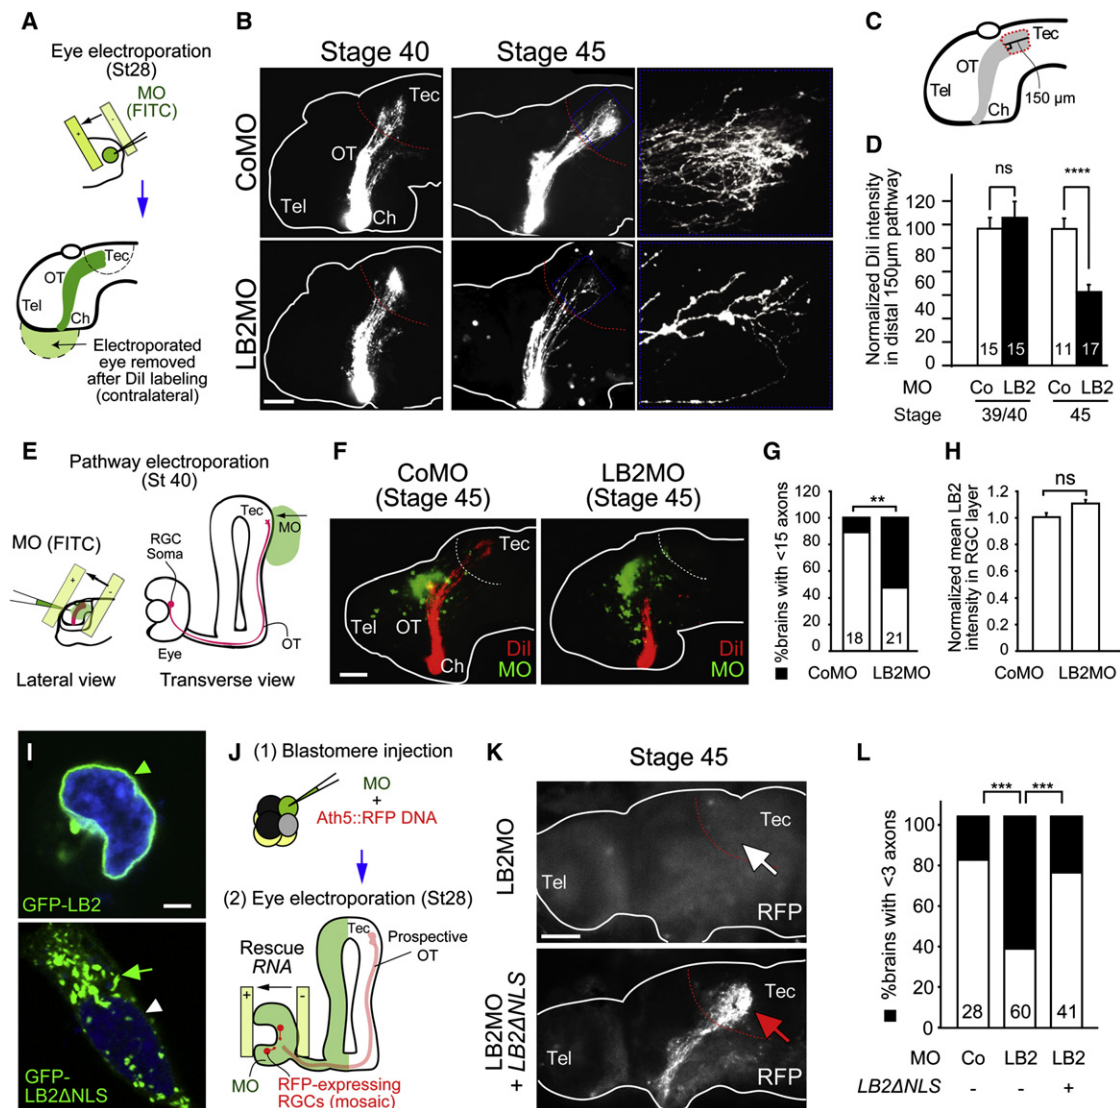 A
Eye electroporation
(St28)
MO
(FITC)
+
-
OT
Tec
Tel
Ch
Electroporated
eye removed
after DiI labeling
(contralateral)
B
Stage 40
Stage 45
CoMO
Tec
OT
Tel
Ch
LB2MO
C
Tec
OT
Tel
Ch
150 µm
D
Normalized DiI intensity
in distal 150µm pathway
120
100
80
60
40
20
0
ns
****
15
15
11
17
MO
Co LB2 Co LB2
Stage
39/40
45
E
Pathway electroporation
(St 40)
MO (FITC)
+
-
Lateral view
Tec
MO
RGC
Soma
Eye
OT
Transverse view
F
CoMO
(Stage 45)
LB2MO
(Stage 45)
Tec
Tel
OT
Ch
DiI
MO
DiI
MO
G
%brains with <15 axons
120
100
80
60
40
20
0
**
18
21
CoMO LB2MO
H
Normalized mean LB2
intensity in RGC layer
1.2
1.0
0.8
0.6
0.4
0.2
0
ns
CoMO
LB2MO
I
GFP-LB2
GFP-
LB2ΔNLS
J
(1) Blastomere injection
MO
+
Ath5::RFP DNA
(2) Eye electroporation (St28)
Rescue
RNA
+
-
Tec
Prospective
OT
MO
RFP-expressing
RGCs (mosaic)
K
Stage 45
LB2MO
Tec
Tel
RFP
LB2MO
+ LB2ΔNLS
Tec
Tel
RFP
L
%brains with <3 axons
100
80
60
40
20
0
***
***
28
60
41
MO Co LB2 LB2
LB2ΔNLS - - +